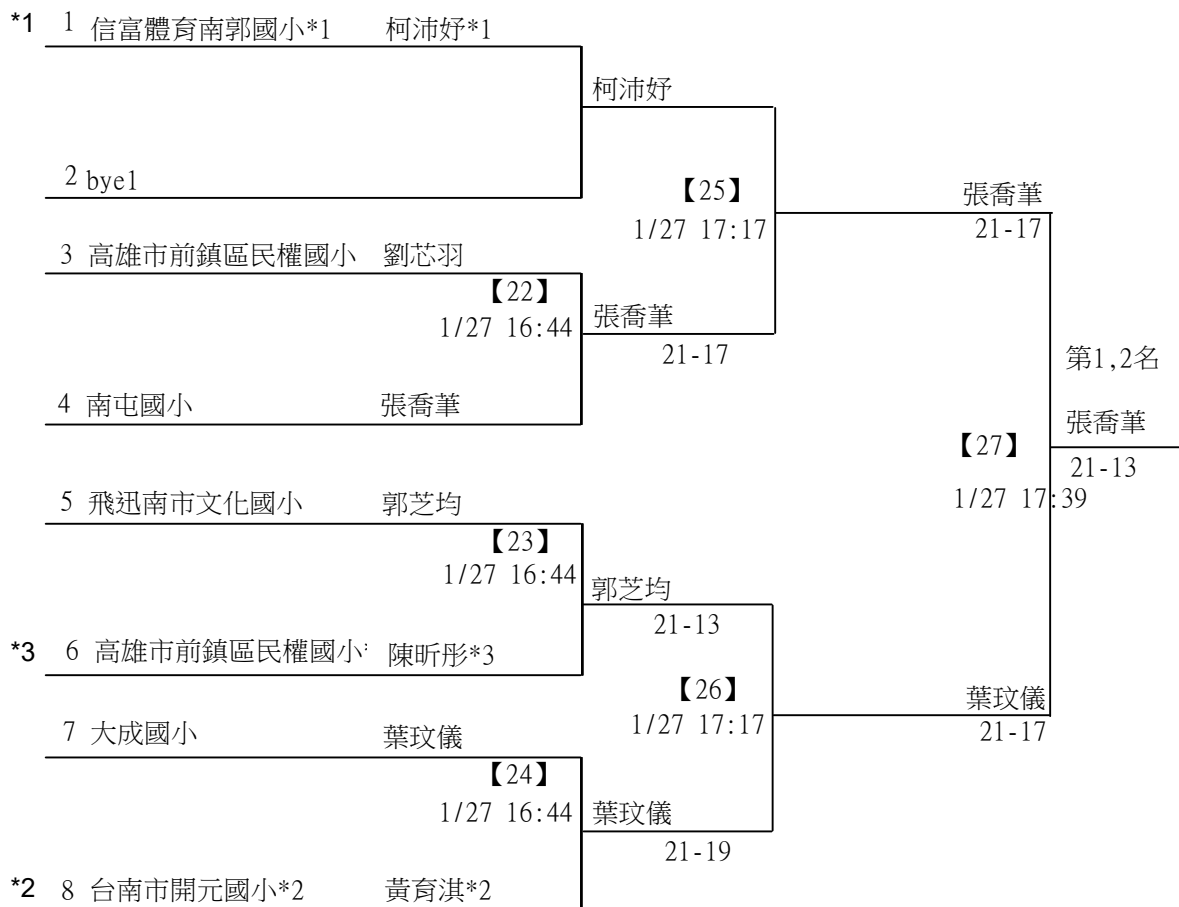 *1 1 信富體育南郭國小*1 柯沛妤*1
柯沛妤
2 bye1
【25】
1/27 17:17
張喬葦
21-17
3 高雄市前鎮區民權國小 劉芯羽
【22】
1/27 16:44
張喬葦
21-17
4 南屯國小 張喬葦
第1,2名
張喬葦
21-13
【27】
1/27 17:39
5 飛迅南市文化國小 郭芝均
【23】
1/27 16:44
郭芝均
21-13
*3 6 高雄市前鎮區民權國小* 陳昕彤*3
【26】
1/27 17:17
葉玟儀
21-17
7 大成國小 葉玟儀
【24】
1/27 16:44
葉玟儀
21-19
*2 8 台南市開元國小*2 黃育淇*2